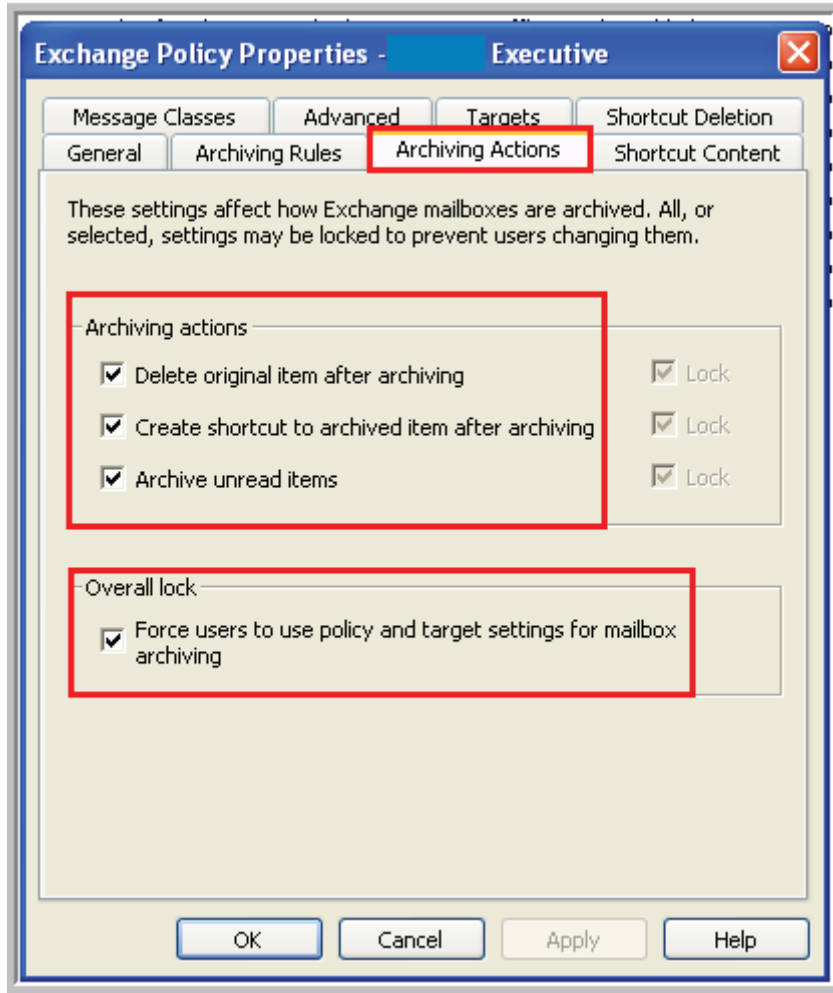 Exchange Policy Properties - Executive
Message Classes Advanced Targets Shortcut Deletion
General Archiving Rules Archiving Actions Shortcut Content
These settings affect how Exchange mailboxes are archived. All, or
selected, settings may be locked to prevent users changing them.
Archiving actions
Delete original item after archiving Lock
Create shortcut to archived item after archiving Lock
Archive unread items Lock
Overall lock
Force users to use policy and target settings for mailbox
archiving
OK Cancel Apply Help